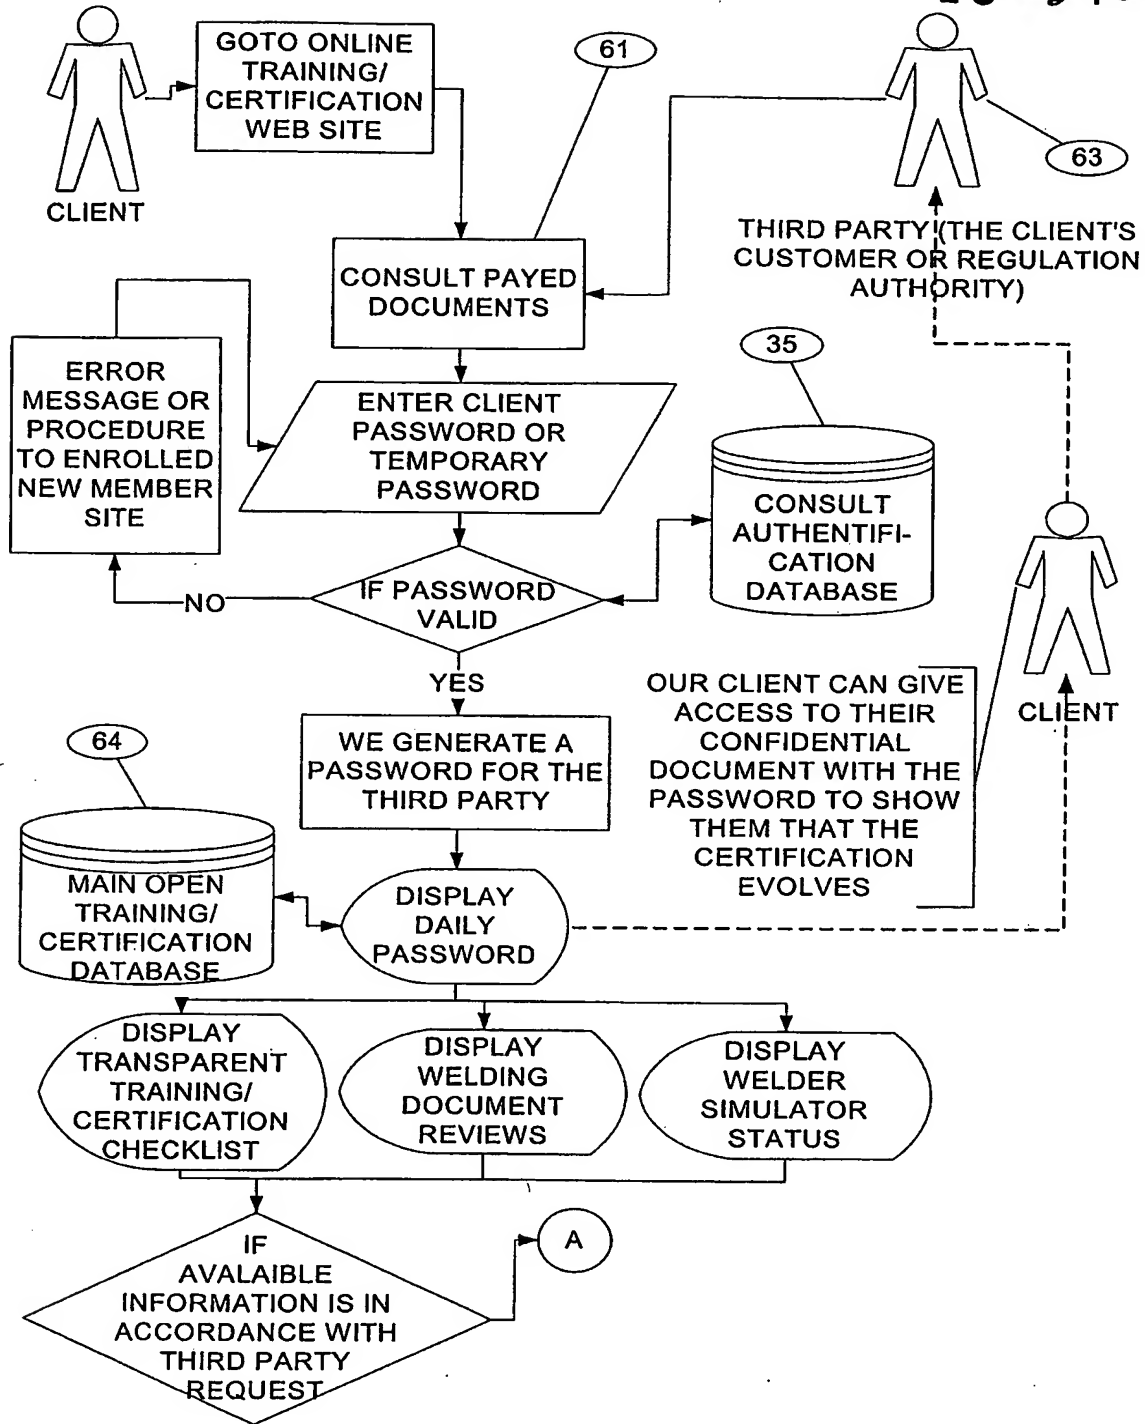 GOTO ONLINE
TRAINING/
CERTIFICATION
WEB SITE
61
63
CLIENT
THIRD PARTY (THE CLIENT'S
CUSTOMER OR REGULATION
AUTHORITY)
CONSULT PAYED
DOCUMENTS
35
ERROR
MESSAGE OR
PROCEDURE
TO ENROLLED
NEW MEMBER
SITE
ENTER CLIENT
PASSWORD OR
TEMPORARY
PASSWORD
CONSULT
AUTHENTIFI-
CATION
DATABASE
IF PASSWORD
VALID
NO
YES
OUR CLIENT CAN GIVE
ACCESS TO THEIR
CONFIDENTIAL
DOCUMENT WITH THE
PASSWORD TO SHOW
THEM THAT THE
CERTIFICATION
EVOLVES
CLIENT
64
WE GENERATE A
PASSWORD FOR THE
THIRD PARTY
MAIN OPEN
TRAINING/
CERTIFICATION
DATABASE
DISPLAY
DAILY
PASSWORD
DISPLAY
TRANSPARENT
TRAINING/
CERTIFICATION
CHECKLIST
DISPLAY
WELDING
DOCUMENT
REVIEWS
DISPLAY
WELDER
SIMULATOR
STATUS
IF
AVALAIBLE
INFORMATION IS IN
ACCORDANCE WITH
THIRD PARTY
REQUEST
A